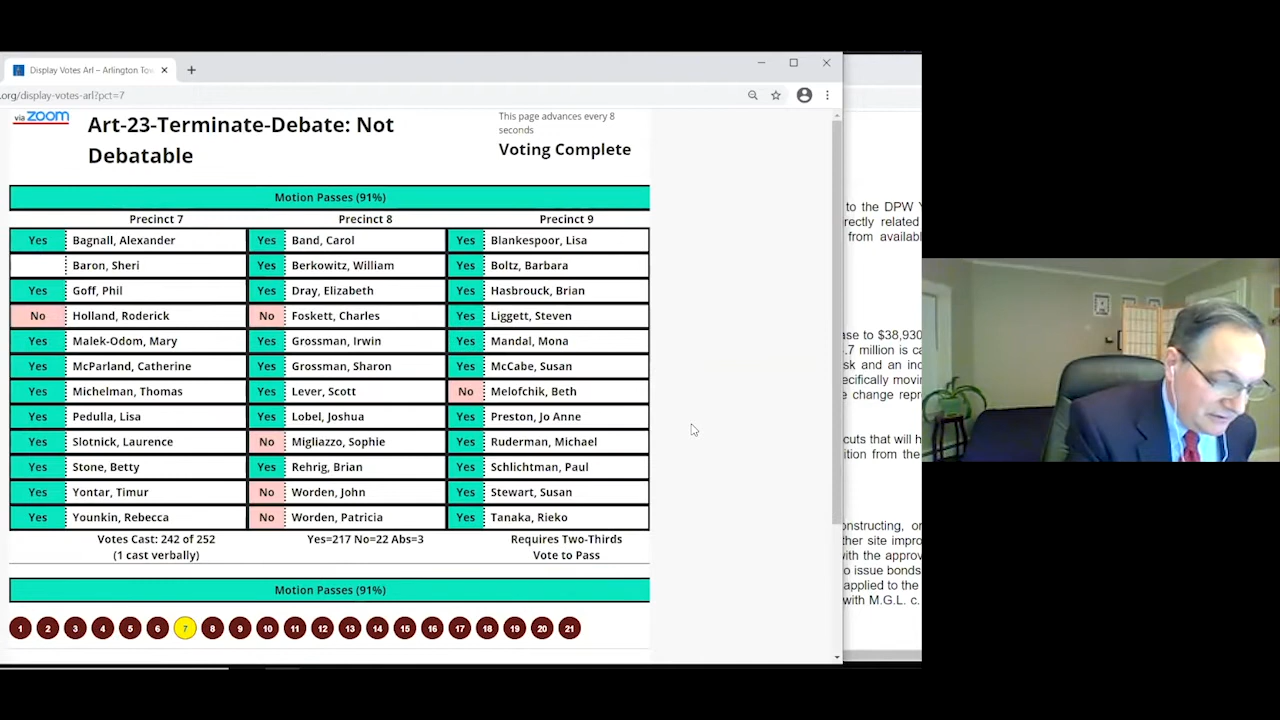 Display Votes Arl – Arlington Tow
.org/display-votes-arl?pct=7
via zoom
Art-23-Terminate-Debate: Not
Debatable
This page advances every 8
seconds
Voting Complete
Motion Passes (91%)
Precinct 7 Precinct 8 Precinct 9
Yes Bagnall, Alexander Yes Band, Carol Yes Blankespoor, Lisa
Baron, Sheri Yes Berkowitz, William Yes Boltz, Barbara
Yes Goff, Phil Yes Dray, Elizabeth Yes Hasbrouck, Brian
No Holland, Roderick No Foskett, Charles Yes Liggett, Steven
Yes Malek-Odom, Mary Yes Grossman, Irwin Yes Mandal, Mona
Yes McParland, Catherine Yes Grossman, Sharon Yes McCabe, Susan
Yes Michelman, Thomas Yes Lever, Scott No Melofchik, Beth
Yes Pedulla, Lisa Yes Lobel, Joshua Yes Preston, Jo Anne
Yes Slotnick, Laurence No Migliazzo, Sophie Yes Ruderman, Michael
Yes Stone, Betty Yes Rehrig, Brian Yes Schlichtman, Paul
Yes Yontar, Timur No Worden, John Yes Stewart, Susan
Yes Younkin, Rebecca No Worden, Patricia Yes Tanaka, Rieko
Votes Cast: 242 of 252 Yes=217 No=22 Abs=3 Requires Two-Thirds
(1 cast verbally) Vote to Pass
Motion Passes (91%)
1 2 3 4 5 6 7 8 9 10 11 12 13 14 15 16 17 18 19 20 21
to the DPW Y
rectly related
from availabl
ase to $38,930
.7 million is ca
sk and an inc
ecifically movin
e change repr
cuts that will h
ition from the
onstructing, or
ther site impro
with the approv
o issue bonds
applied to the
with M.G.L. c.